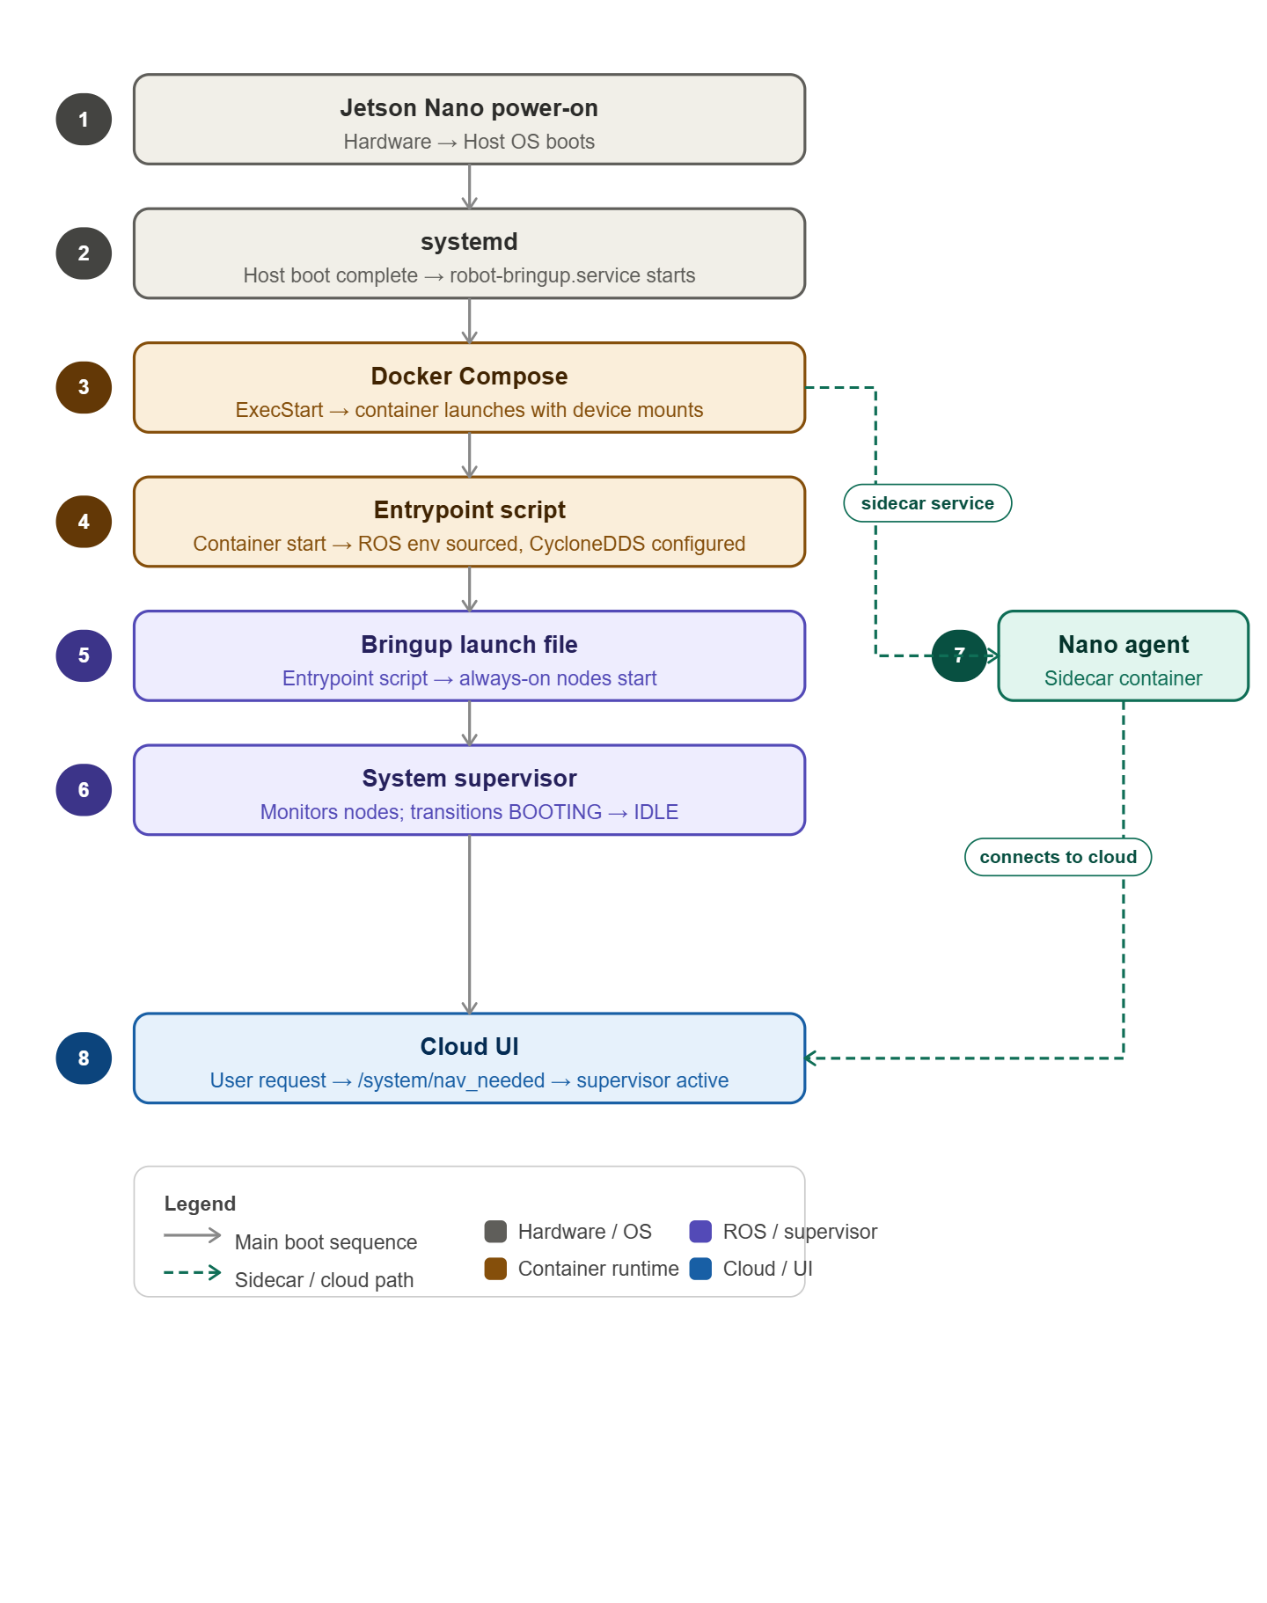 1
Jetson Nano power-on
Hardware → Host OS boots
2
systemd
Host boot complete → robot-bringup.service starts
3
Docker Compose
ExecStart → container launches with device mounts
sidecar service
4
Entrypoint script
Container start → ROS env sourced, CycloneDDS configured
5
Bringup launch file
Entrypoint script → always-on nodes start
7
Nano agent
Sidecar container
6
System supervisor
Monitors nodes; transitions BOOTING → IDLE
connects to cloud
8
Cloud UI
User request → /system/nav_needed → supervisor active
Legend
Main boot sequence
Sidecar / cloud path
Hardware / OS
Container runtime
ROS / supervisor
Cloud / UI